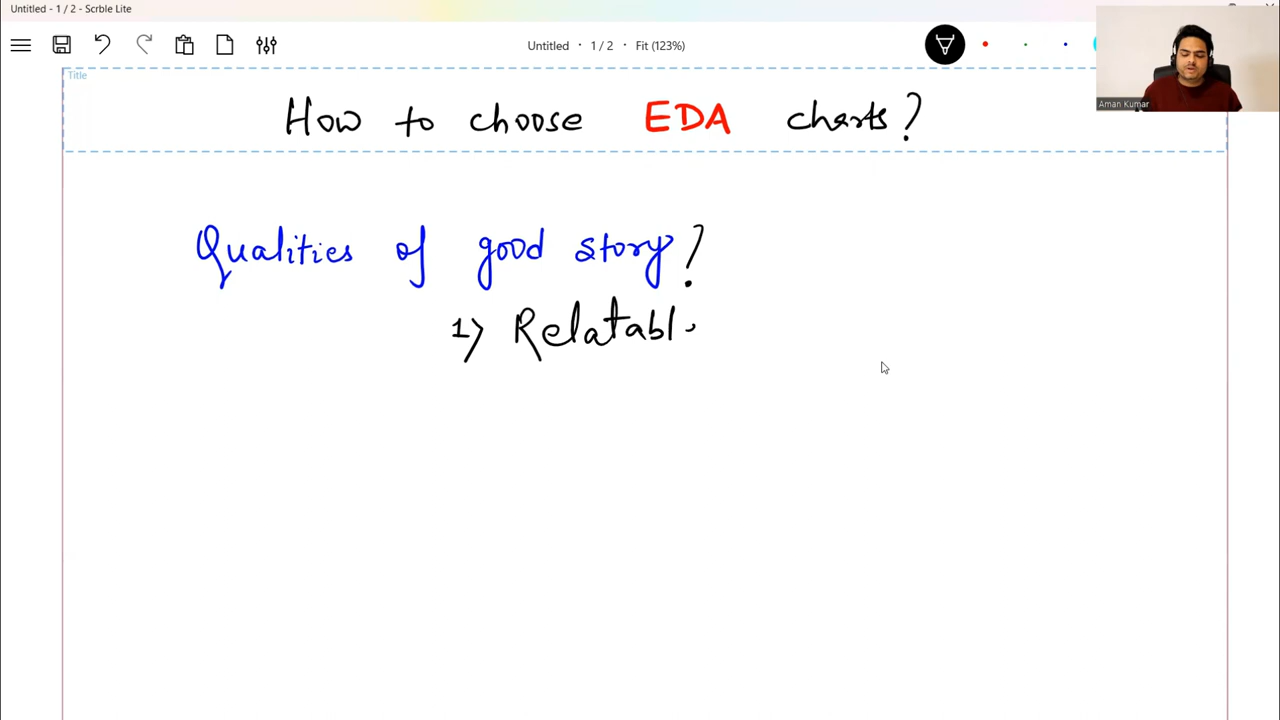 Untitled - 1 / 2 - Scrble Lite
Untitled · 1 / 2 · Fit (123%)
Title
How to choose EDA charts?
Aman Kumar
Qualities of good story?
1) Relatabl